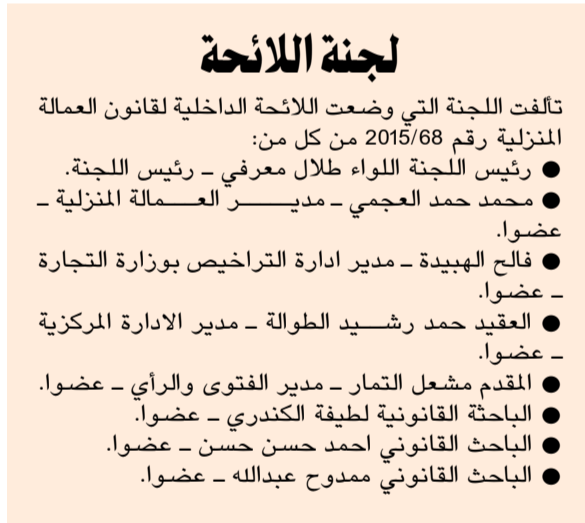 لجنة اللائحة
تألفت اللجنة التي وضعت اللائحة الداخلية لقانون العمالة
المنزلية رقم 2015/68 من كل من:
● رئيس اللجنة اللواء طلال معرفي ـ رئيس اللجنة.
● محمد حمد العجمي ـ مديـــــر العـــــمالة المنزلية ـ
عضوا.
● فالح الهبيدة ـ مدير ادارة التراخيص بوزارة التجارة
ـ عضوا.
● العقيد حمد رشـــيد الطوالة ـ مدير الادارة المركزية
ـ عضوا.
● المقدم مشعل التمار ـ مدير الفتوى والرأي ـ عضوا.
● الباحثة القانونية لطيفة الكندري ـ عضوا.
● الباحث القانوني احمد حسن حسن ـ عضوا.
● الباحث القانوني ممدوح عبدالله ـ عضوا.